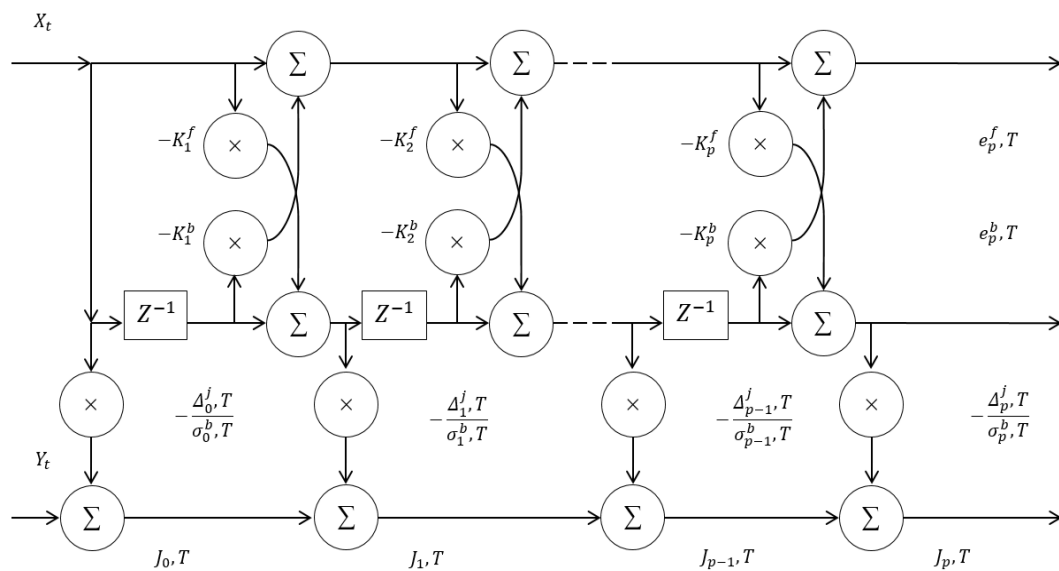 X_t
Σ Σ Σ
−K_1^f × −K_2^f × −K_p^f × e_p^f, T
−K_1^b × −K_2^b × −K_p^b × e_p^b, T
Z^{−1} Σ Z^{−1} Σ Z^{−1} Σ
× −Δ_0^j, T / σ_0^b, T × −Δ_1^j, T / σ_1^b, T × −Δ_{p−1}^j, T / σ_{p−1}^b, T × −Δ_p^j, T / σ_p^b, T
Y_t
Σ Σ Σ Σ
J_0, T J_1, T J_{p−1}, T J_p, T